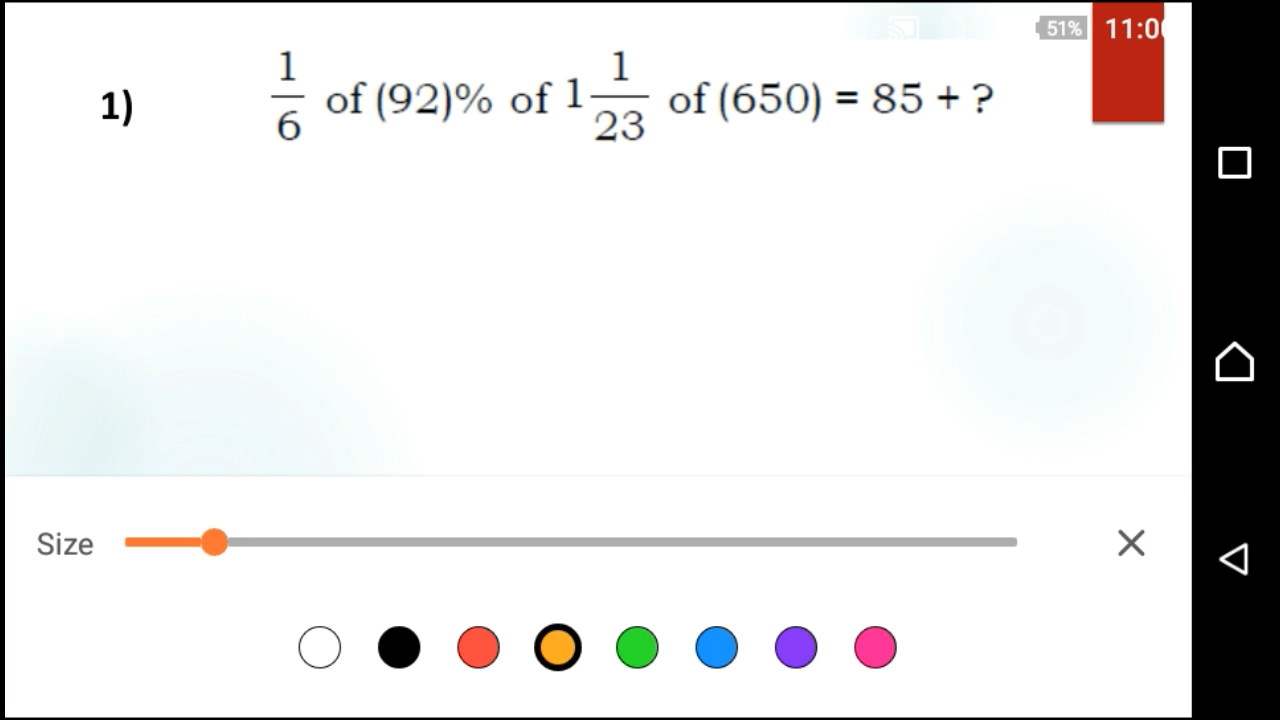 51% 11:0
1) 1/6 of (92)% of 1 1/23 of (650) = 85 + ?
Size